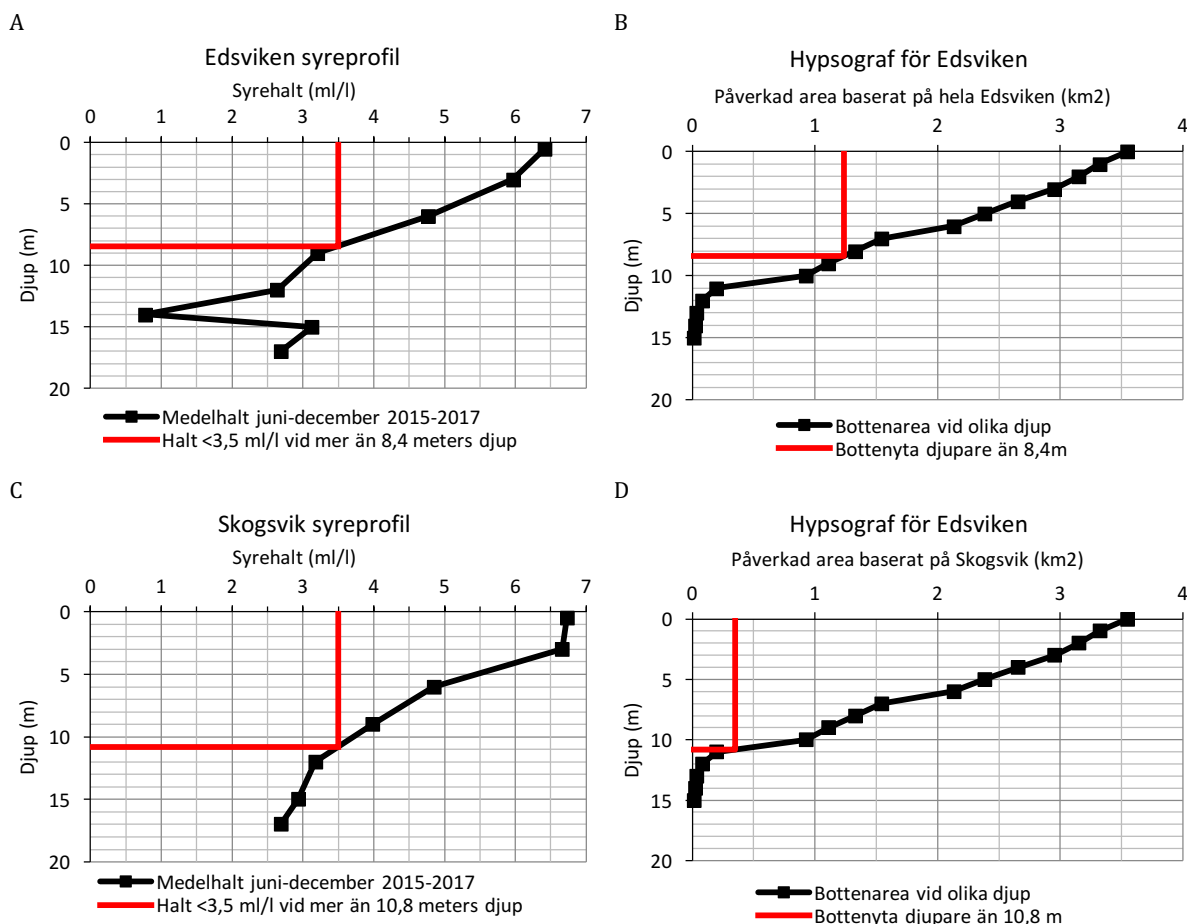 A
Edsviken syreprofil
Syrehalt (ml/l)
0 1 2 3 4 5 6 7
0
5
10
15
20
Djup (m)
Medelhalt juni-december 2015-2017
Halt <3,5 ml/l vid mer än 8,4 meters djup
B
Hypsograf för Edsviken
Påverkad area baserat på hela Edsviken (km2)
0 1 2 3 4
0
5
10
15
20
Djup (m)
Bottenarea vid olika djup
Bottenyta djupare än 8,4m
C
Skogsvik syreprofil
Syrehalt (ml/l)
0 1 2 3 4 5 6 7
0
5
10
15
20
Djup (m)
Medelhalt juni-december 2015-2017
Halt <3,5 ml/l vid mer än 10,8 meters djup
D
Hypsograf för Edsviken
Påverkad area baserat på Skogsvik (km2)
0 1 2 3 4
0
5
10
15
20
Djup (m)
Bottenarea vid olika djup
Bottenyta djupare än 10,8 m